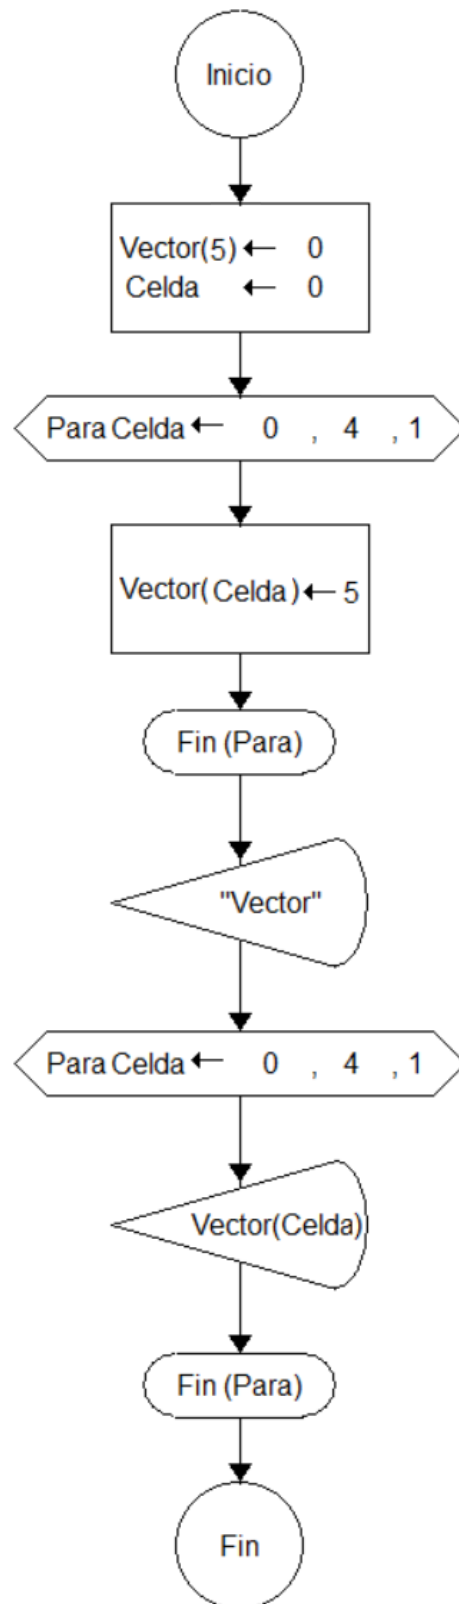 Inicio
Vector(5) ← 0
Celda ← 0
Para Celda ← 0 , 4 , 1
Vector(Celda) ← 5
Fin (Para)
"Vector"
Para Celda ← 0 , 4 , 1
Vector(Celda)
Fin (Para)
Fin